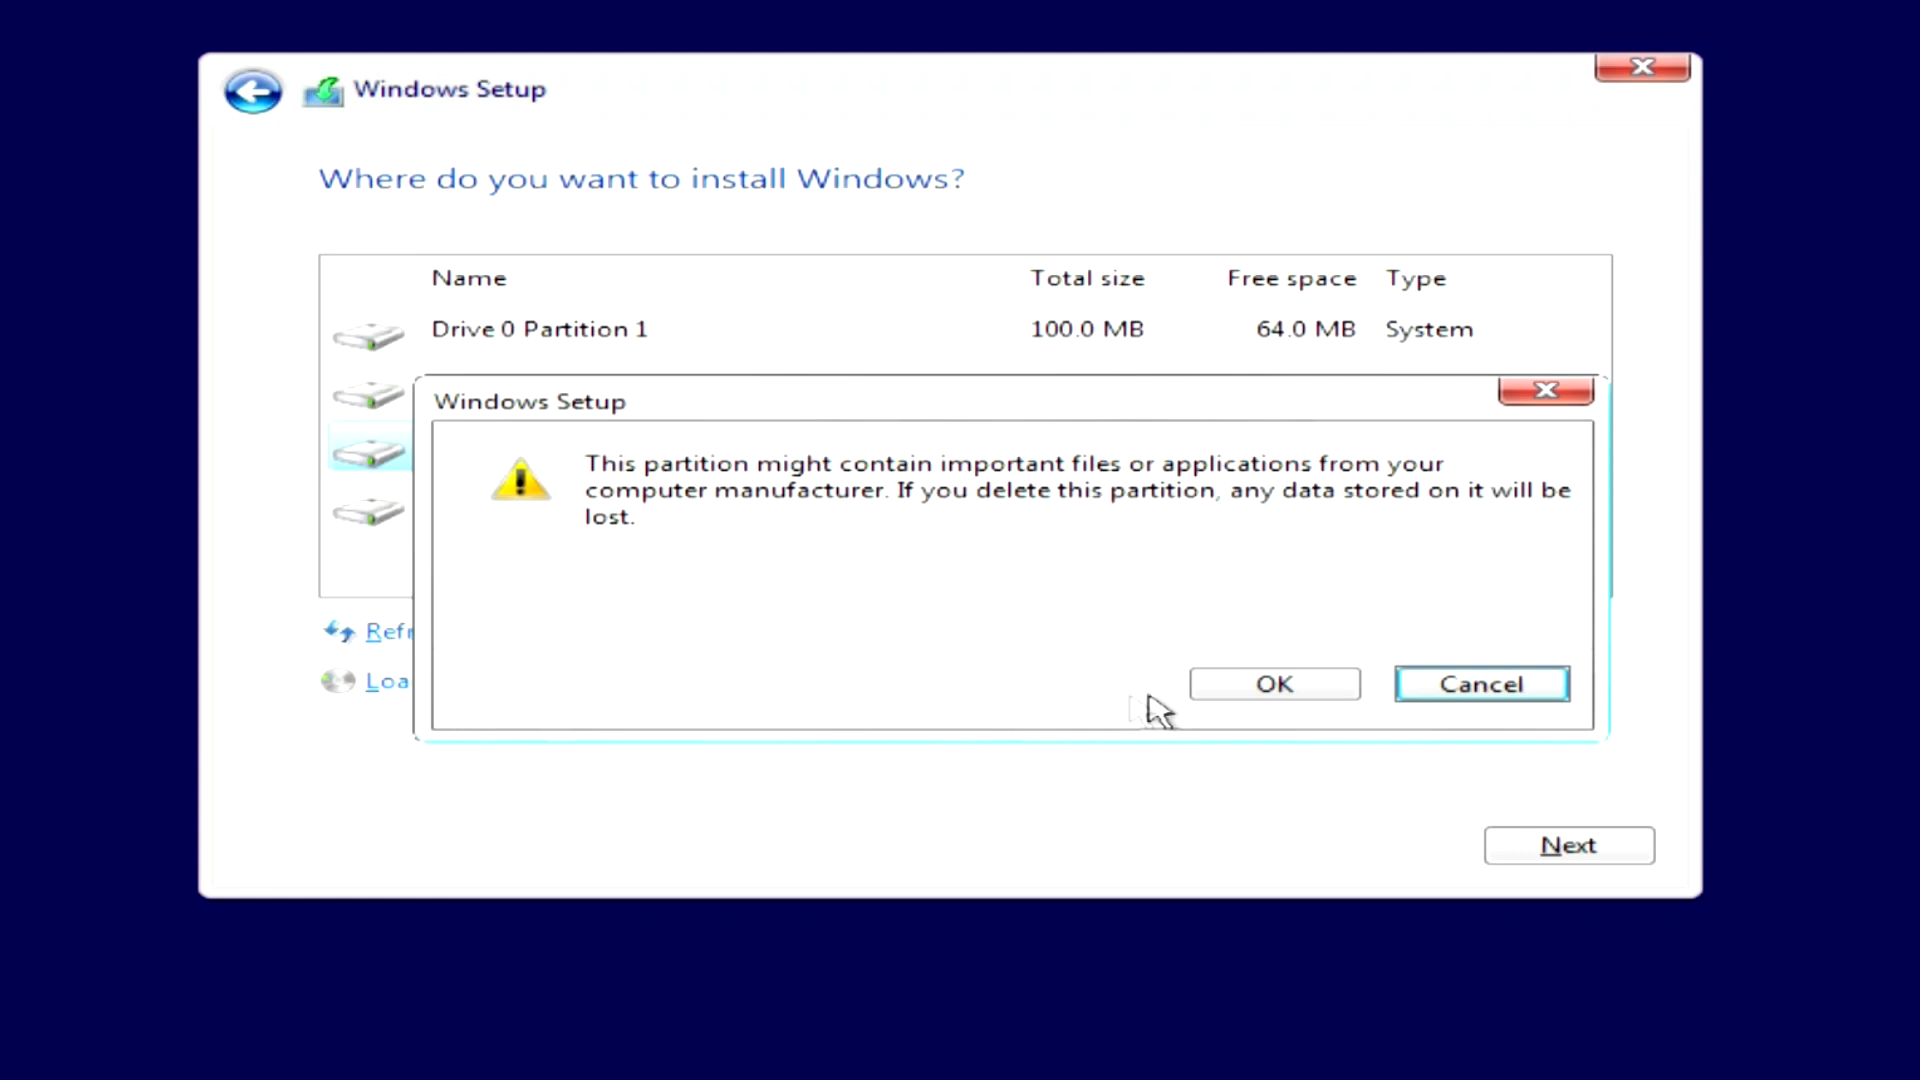 Windows Setup
Where do you want to install Windows?
Name Total size Free space Type
Drive 0 Partition 1 100.0 MB 64.0 MB System
Windows Setup
This partition might contain important files or applications from your
computer manufacturer. If you delete this partition, any data stored on it will be
lost.
Refr
Loa
OK Cancel
Next